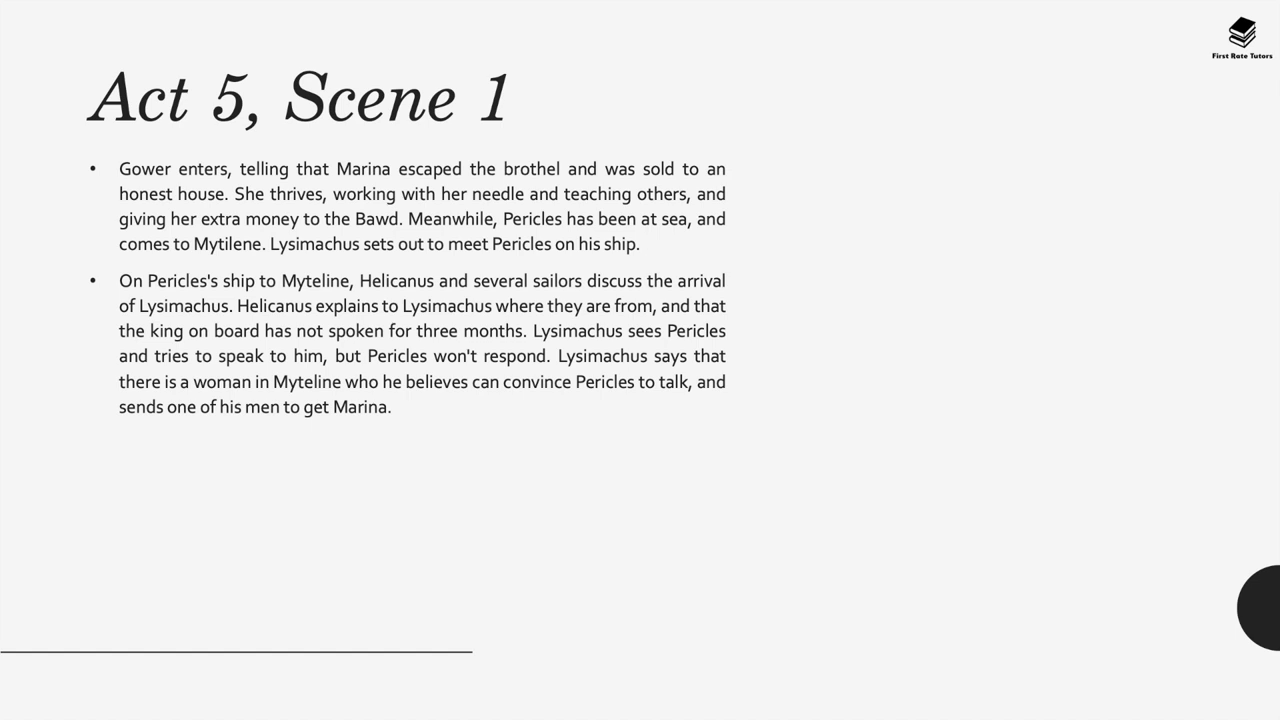 First Rate Tutors
Act 5, Scene 1
• Gower enters, telling that Marina escaped the brothel and was sold to an
honest house. She thrives, working with her needle and teaching others, and
giving her extra money to the Bawd. Meanwhile, Pericles has been at sea, and
comes to Mytilene. Lysimachus sets out to meet Pericles on his ship.
• On Pericles's ship to Myteline, Helicanus and several sailors discuss the arrival
of Lysimachus. Helicanus explains to Lysimachus where they are from, and that
the king on board has not spoken for three months. Lysimachus sees Pericles
and tries to speak to him, but Pericles won't respond. Lysimachus says that
there is a woman in Myteline who he believes can convince Pericles to talk, and
sends one of his men to get Marina.